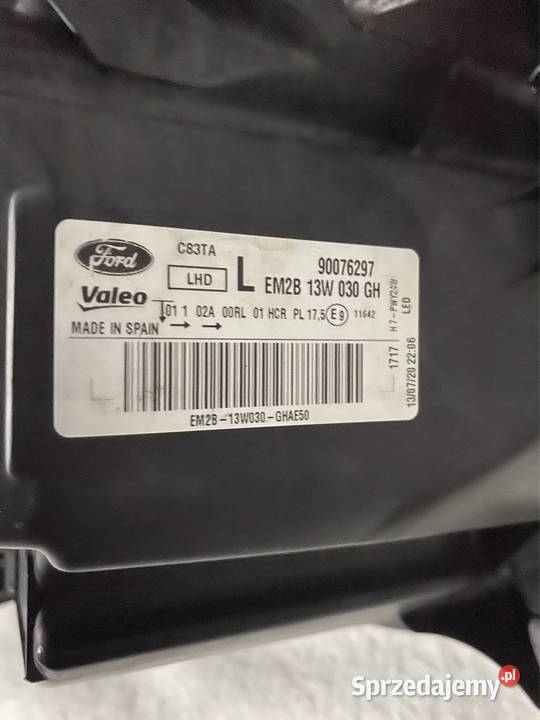 Ford
C83TA
LHD
L
90076297
EM2B 13W 030 GH
Valeo
01 1 02A 00RL 01 HCR PL 17,5 E9 11642
MADE IN SPAIN
1717 H7-PWY24W
LED
13/07/20 22:06
EM2B-13W030-GHAE50
Sprzedajemy.pl